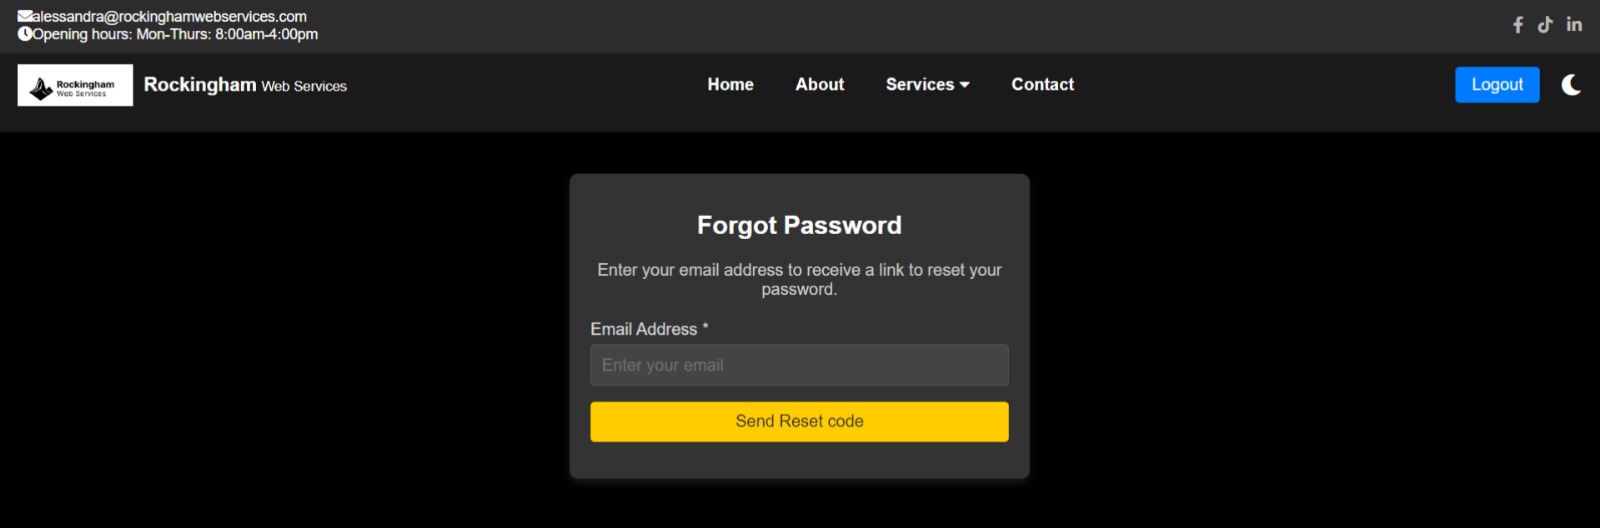 alessandra@rockinghamwebservices.com
Opening hours: Mon-Thurs: 8:00am-4:00pm
Rockingham
Web Services
Rockingham Web Services
Home
About
Services
Contact
Logout
Forgot Password
Enter your email address to receive a link to reset your
password.
Email Address *
Enter your email
Send Reset code